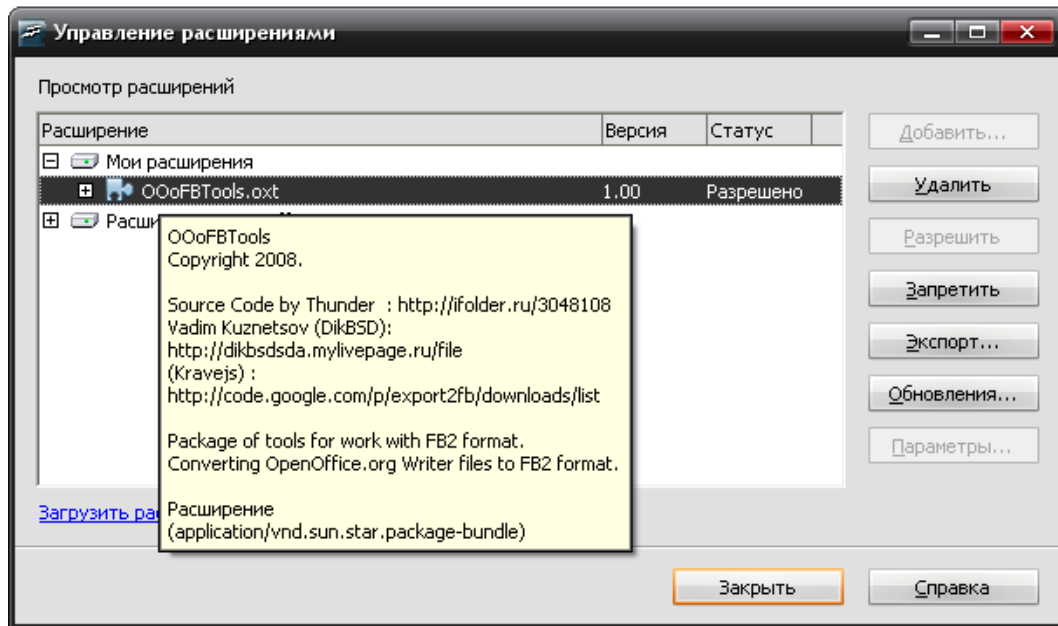 Управление расширениями
Просмотр расширений
Расширение Версия Статус
Мои расширения
OOoFBTools.oxt 1.00 Разрешено
OOoFBTools
Copyright 2008.
Source Code by Thunder : http://ifolder.ru/3048108
Vadim Kuznetsov (DikBSD):
http://dikbsdsda.mylivepage.ru/file
(Kravejs) :
http://code.google.com/p/export2fb/downloads/list
Package of tools for work with FB2 format.
Converting OpenOffice.org Writer files to FB2 format.
Расширение
(application/vnd.sun.star.package-bundle)
Загрузить
Добавить...
Удалить
Разрешить
Запретить
Экспорт...
Обновления...
Параметры...
Закрыть Справка